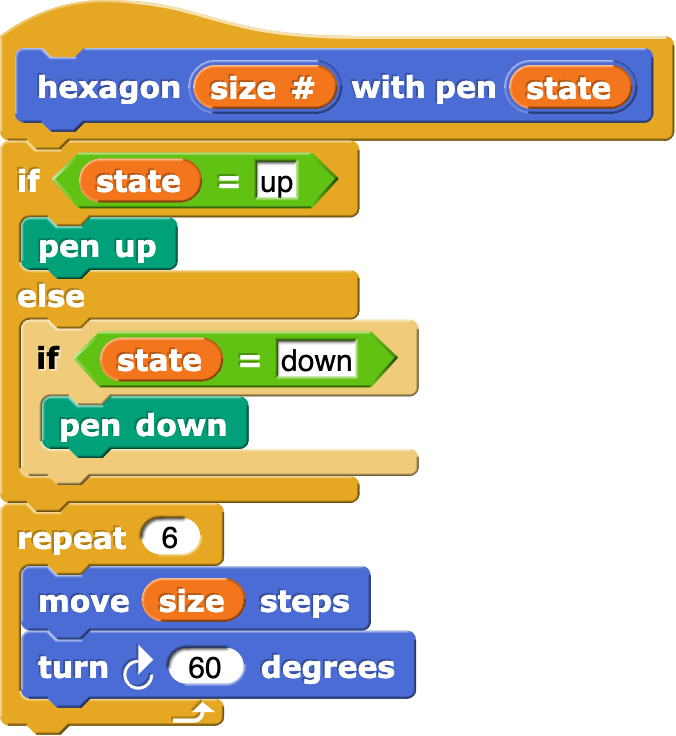 hexagon size # with pen state
if state = up
pen up
else
if state = down
pen down
repeat 6
move size steps
turn 60 degrees